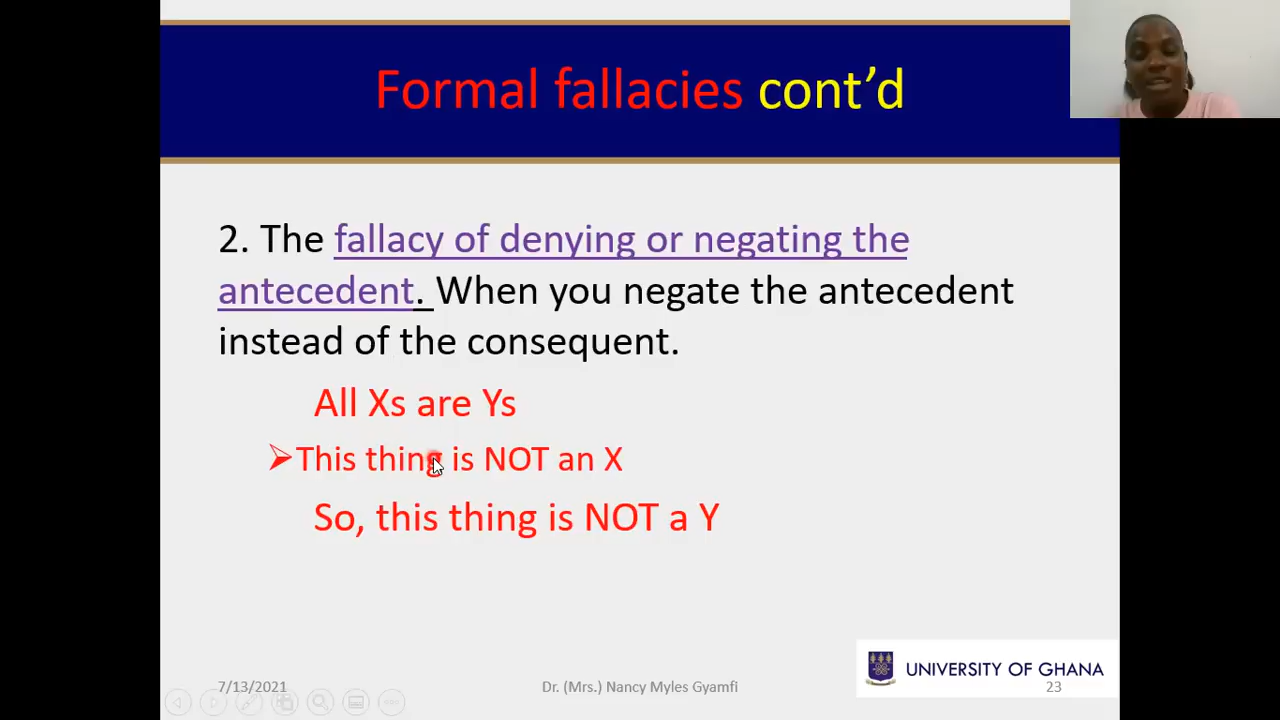 Formal fallacies cont’d
2. The fallacy of denying or negating the
antecedent. When you negate the antecedent
instead of the consequent.
All Xs are Ys
This thing is NOT an X
So, this thing is NOT a Y
UNIVERSITY OF GHANA
7/13/2021
Dr. (Mrs.) Nancy Myles Gyamfi
23